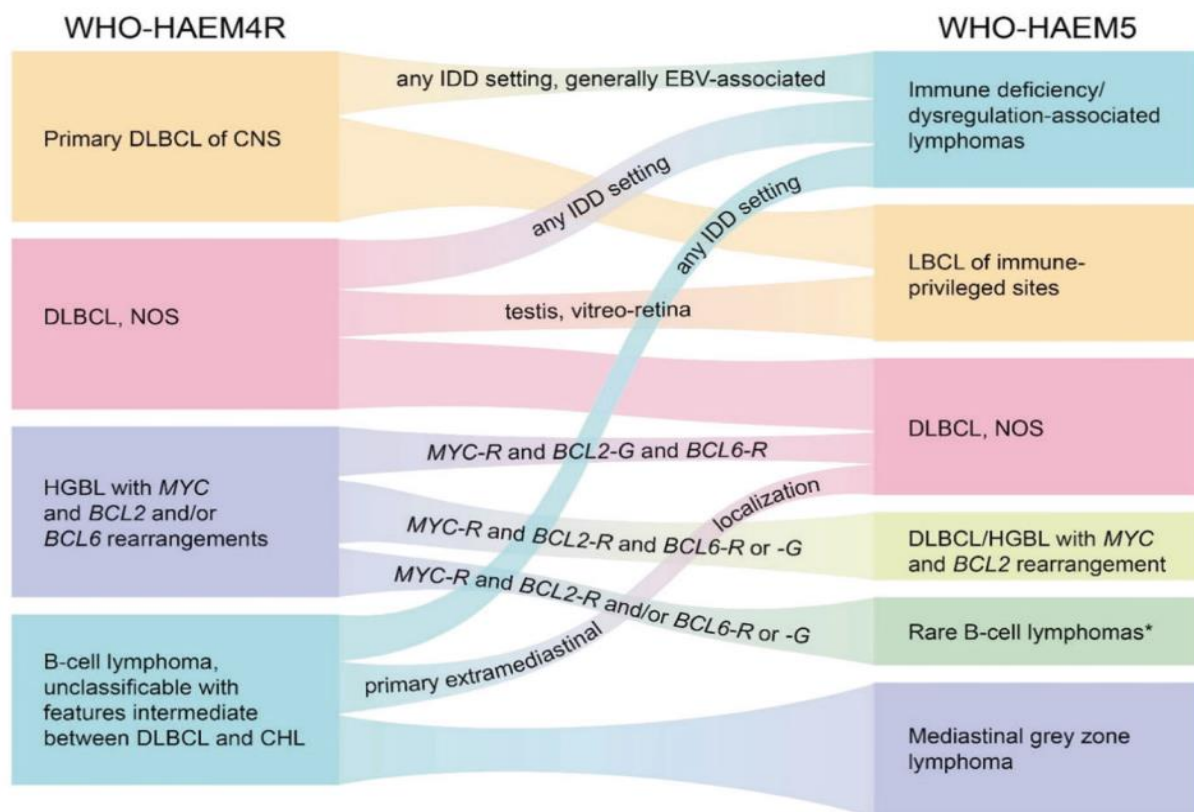 WHO-HAEM4R
WHO-HAEM5
Primary DLBCL of CNS
DLBCL, NOS
HGBL with MYC
and BCL2 and/or
BCL6 rearrangements
B-cell lymphoma,
unclassifiable with
features intermediate
between DLBCL and CHL
any IDD setting, generally EBV-associated
any IDD setting
any IDD setting
testis, vitreo-retina
MYC-R and BCL2-G and BCL6-R
MYC-R and BCL2-R and BCL6-R or -G
MYC-R and BCL2-R and/or BCL6-R or -G
primary extramediastinal localization
Immune deficiency/
dysregulation-associated
lymphomas
LBCL of immune-
privileged sites
DLBCL, NOS
DLBCL/HGBL with MYC
and BCL2 rearrangement
Rare B-cell lymphomas*
Mediastinal grey zone
lymphoma